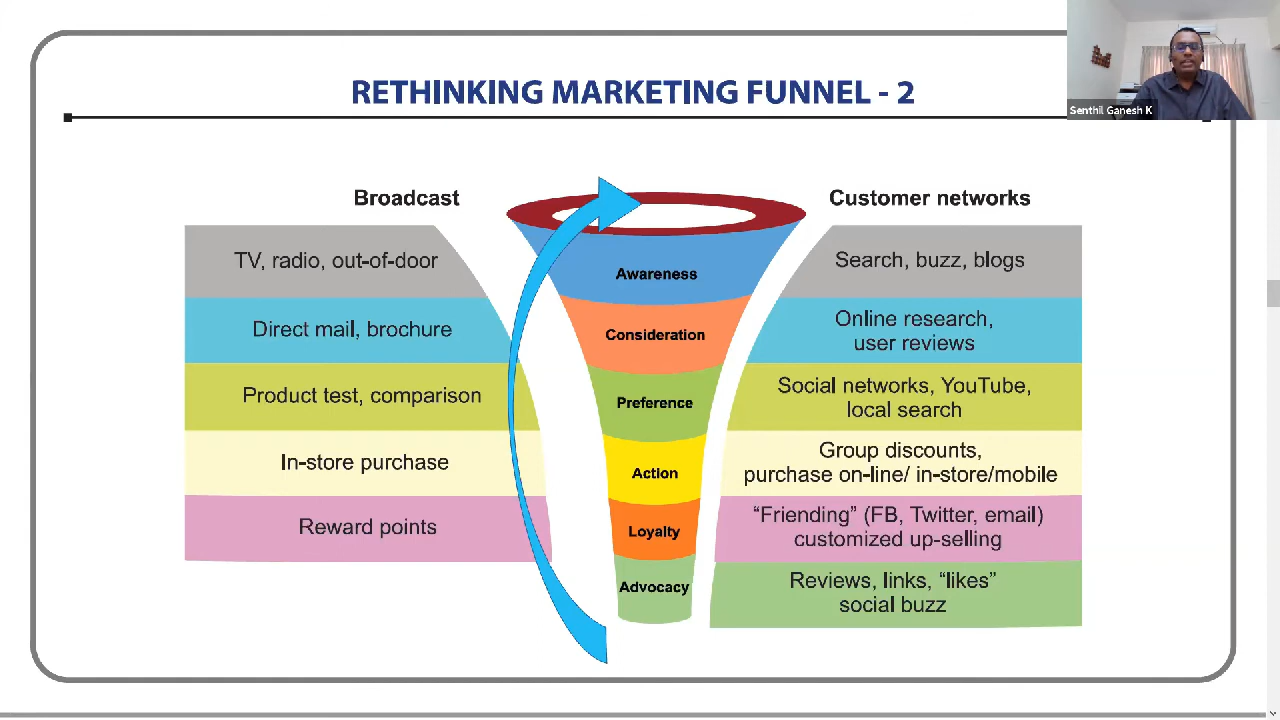 RETHINKING MARKETING FUNNEL - 2
Senthil Ganesh K
Broadcast
Customer networks
TV, radio, out-of-door
Awareness
Search, buzz, blogs
Direct mail, brochure
Consideration
Online research,
user reviews
Product test, comparison
Preference
Social networks, YouTube,
local search
In-store purchase
Action
Group discounts,
purchase on-line/ in-store/mobile
Reward points
Loyalty
“Friending” (FB, Twitter, email)
customized up-selling
Advocacy
Reviews, links, “likes”
social buzz